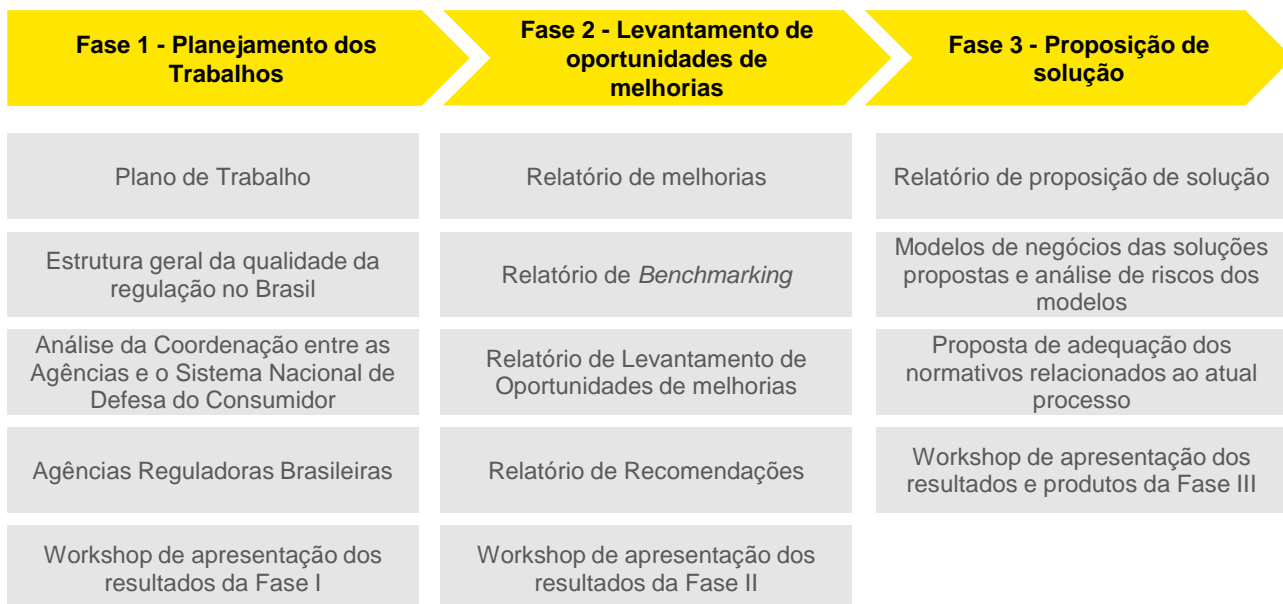 Fase 1 - Planejamento dos
Trabalhos
Fase 2 - Levantamento de
oportunidades de
melhorias
Fase 3 - Proposição de
solução
Plano de Trabalho
Relatório de melhorias
Relatório de proposição de solução
Estrutura geral da qualidade da
regulação no Brasil
Relatório de Benchmarking
Modelos de negócios das soluções
propostas e análise de riscos dos
modelos
Análise da Coordenação entre as
Agências e o Sistema Nacional de
Defesa do Consumidor
Relatório de Levantamento de
Oportunidades de melhorias
Proposta de adequação dos
normativos relacionados ao atual
processo
Agências Reguladoras Brasileiras
Relatório de Recomendações
Workshop de apresentação dos
resultados e produtos da Fase III
Workshop de apresentação dos
resultados da Fase I
Workshop de apresentação dos
resultados da Fase II